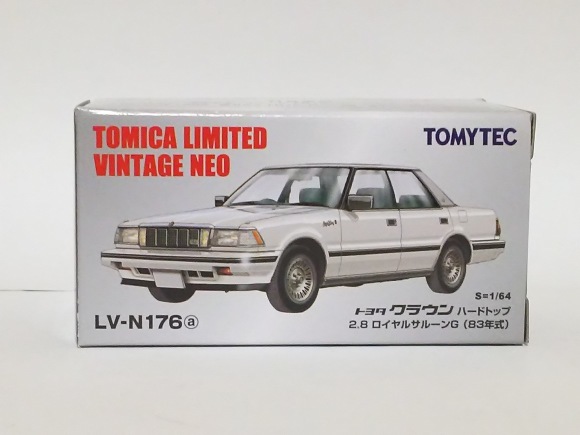 TOMICA LIMITED
VINTAGE NEO
TOMYTEC
S=1/64
トヨタ クラウン ハードトップ
2.8 ロイヤルサルーンG (83年式)
LV-N176ⓐ